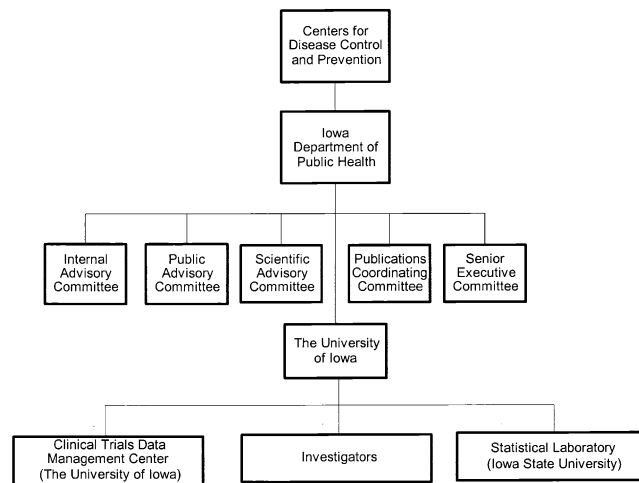 Centers for
Disease Control
and Prevention
Iowa
Department of
Public Health
Internal
Advisory
Committee
Public
Advisory
Committee
Scientific
Advisory
Committee
Publications
Coordinating
Committee
Senior
Executive
Committee
The University
of Iowa
Clinical Trials Data
Management Center
(The University of Iowa)
Investigators
Statistical Laboratory
(Iowa State University)